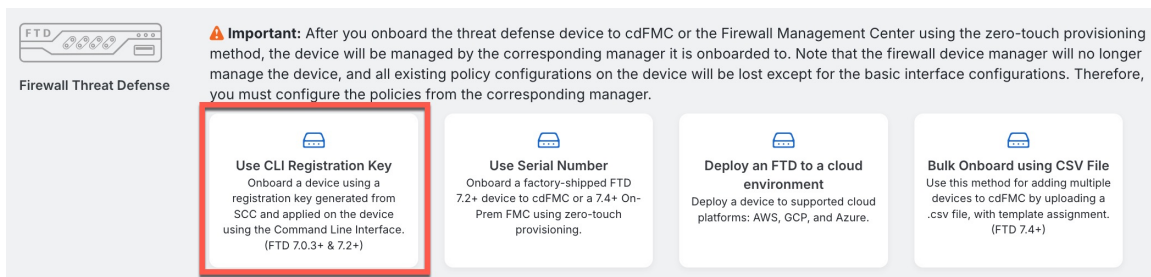 FTD
Firewall Threat Defense
Important: After you onboard the threat defense device to cdFMC or the Firewall Management Center using the zero-touch provisioning
method, the device will be managed by the corresponding manager it is onboarded to. Note that the firewall device manager will no longer
manage the device, and all existing policy configurations on the device will be lost except for the basic interface configurations. Therefore,
you must configure the policies from the corresponding manager.
Use CLI Registration Key
Onboard a device using a
registration key generated from
SCC and applied on the device
using the Command Line Interface.
(FTD 7.0.3+ & 7.2+)
Use Serial Number
Onboard a factory-shipped FTD
7.2+ device to cdFMC or a 7.4+ On-
Prem FMC using zero-touch
provisioning.
Deploy an FTD to a cloud
environment
Deploy a device to supported cloud
platforms: AWS, GCP, and Azure.
Bulk Onboard using CSV File
Use this method for adding multiple
devices to cdFMC by uploading a
.csv file, with template assignment.
(FTD 7.4+)